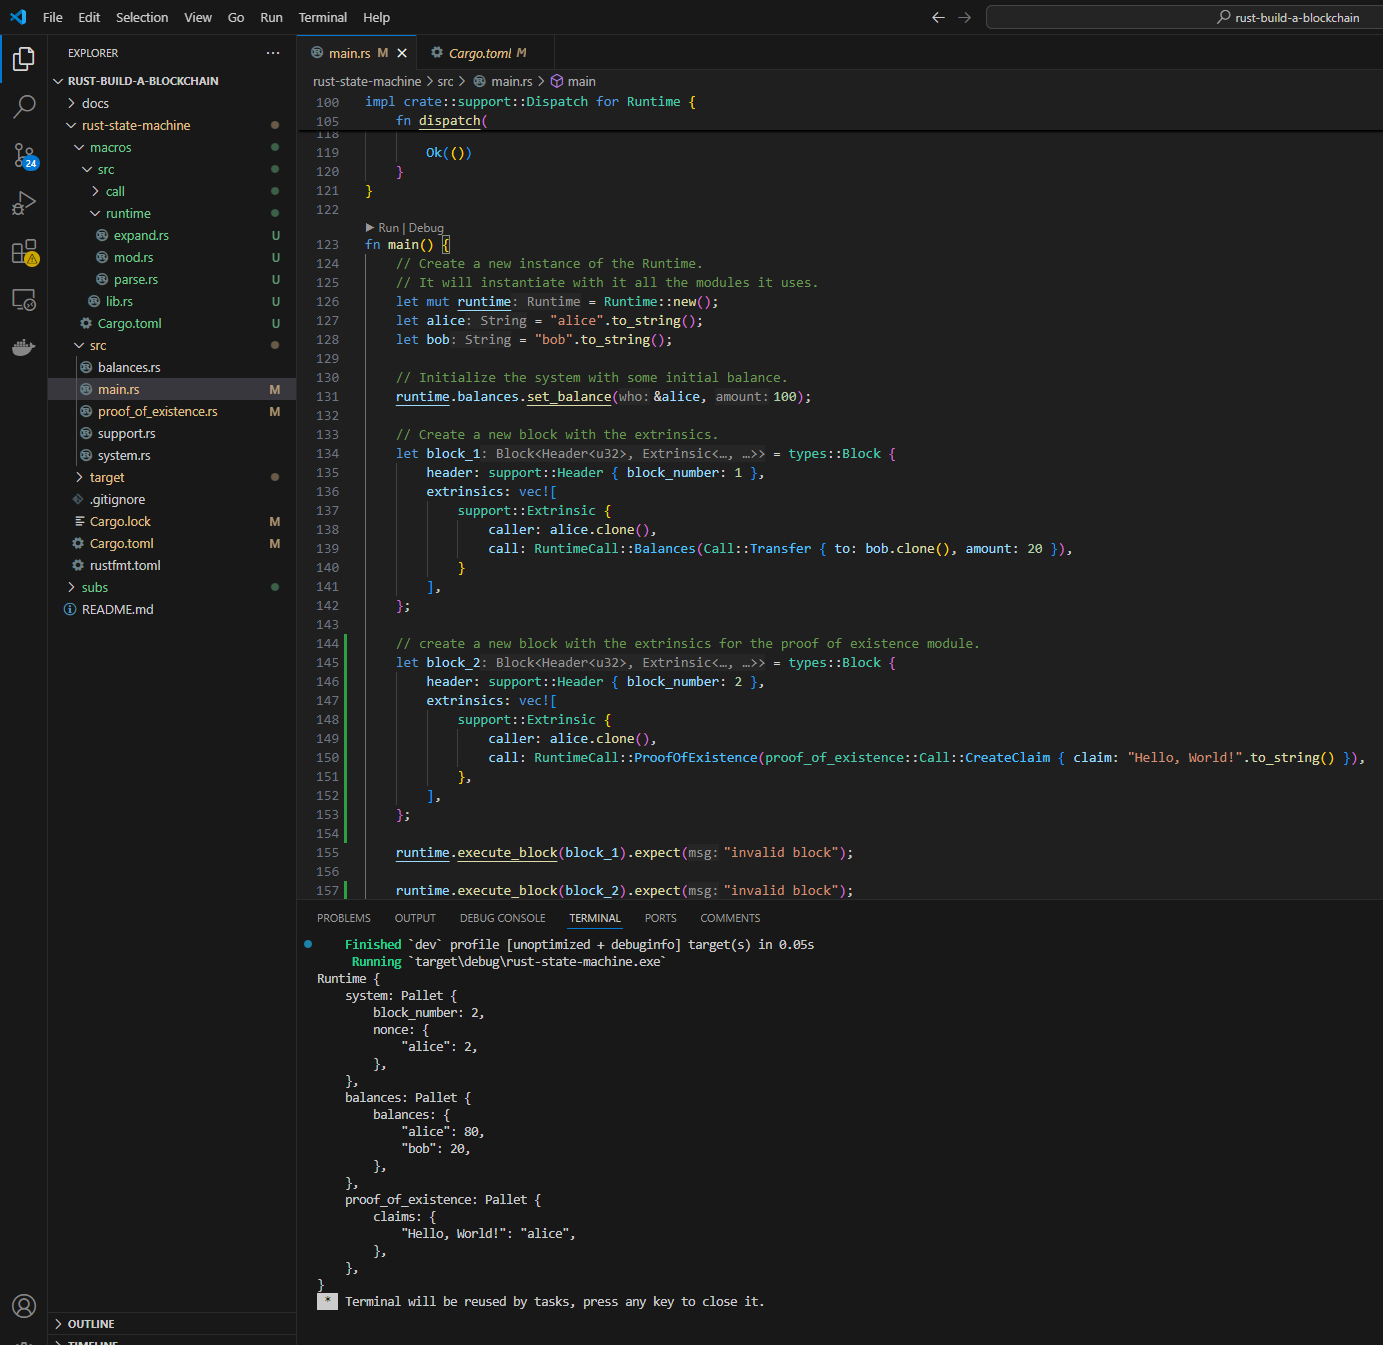 File Edit Selection View Go Run Terminal Help
rust-build-a-blockchain
EXPLORER
RUST-BUILD-A-BLOCKCHAIN
docs
rust-state-machine
macros
src
24
call
runtime
expand.rs U
mod.rs U
parse.rs U
lib.rs U
Cargo.toml U
src
balances.rs
main.rs M
proof_of_existence.rs M
support.rs
system.rs
target
.gitignore
Cargo.lock M
Cargo.toml M
rustfmt.toml
subs
README.md
OUTLINE
TIMELINE
main.rs M Cargo.toml M
rust-state-machine > src > main.rs > main
100 impl crate::support::Dispatch for Runtime {
105 fn dispatch(
118
119 Ok(())
120 }
121 }
122
Run | Debug
123 fn main() {
124 // Create a new instance of the Runtime.
125 // It will instantiate with it all the modules it uses.
126 let mut runtime: Runtime = Runtime::new();
127 let alice: String = "alice".to_string();
128 let bob: String = "bob".to_string();
129
130 // Initialize the system with some initial balance.
131 runtime.balances.set_balance(who: &alice, amount: 100);
132
133 // Create a new block with the extrinsics.
134 let block_1: Block<Header<u32>, Extrinsic<…, …>> = types::Block {
135 header: support::Header { block_number: 1 },
136 extrinsics: vec![
137 support::Extrinsic {
138 caller: alice.clone(),
139 call: RuntimeCall::Balances(Call::Transfer { to: bob.clone(), amount: 20 }),
140 }
141 ],
142 };
143
144 // create a new block with the extrinsics for the proof of existence module.
145 let block_2: Block<Header<u32>, Extrinsic<…, …>> = types::Block {
146 header: support::Header { block_number: 2 },
147 extrinsics: vec![
148 support::Extrinsic {
149 caller: alice.clone(),
150 call: RuntimeCall::ProofOfExistence(proof_of_existence::Call::CreateClaim { claim: "Hello, World!".to_string() }),
151 },
152 ],
153 };
154
155 runtime.execute_block(block_1).expect(msg: "invalid block");
156
157 runtime.execute_block(block_2).expect(msg: "invalid block");
PROBLEMS OUTPUT DEBUG CONSOLE TERMINAL PORTS COMMENTS
Finished `dev` profile [unoptimized + debuginfo] target(s) in 0.05s
Running `target\debug\rust-state-machine.exe`
Runtime {
system: Pallet {
block_number: 2,
nonce: {
"alice": 2,
},
},
balances: Pallet {
balances: {
"alice": 80,
"bob": 20,
},
},
proof_of_existence: Pallet {
claims: {
"Hello, World!": "alice",
},
},
}
* Terminal will be reused by tasks, press any key to close it.